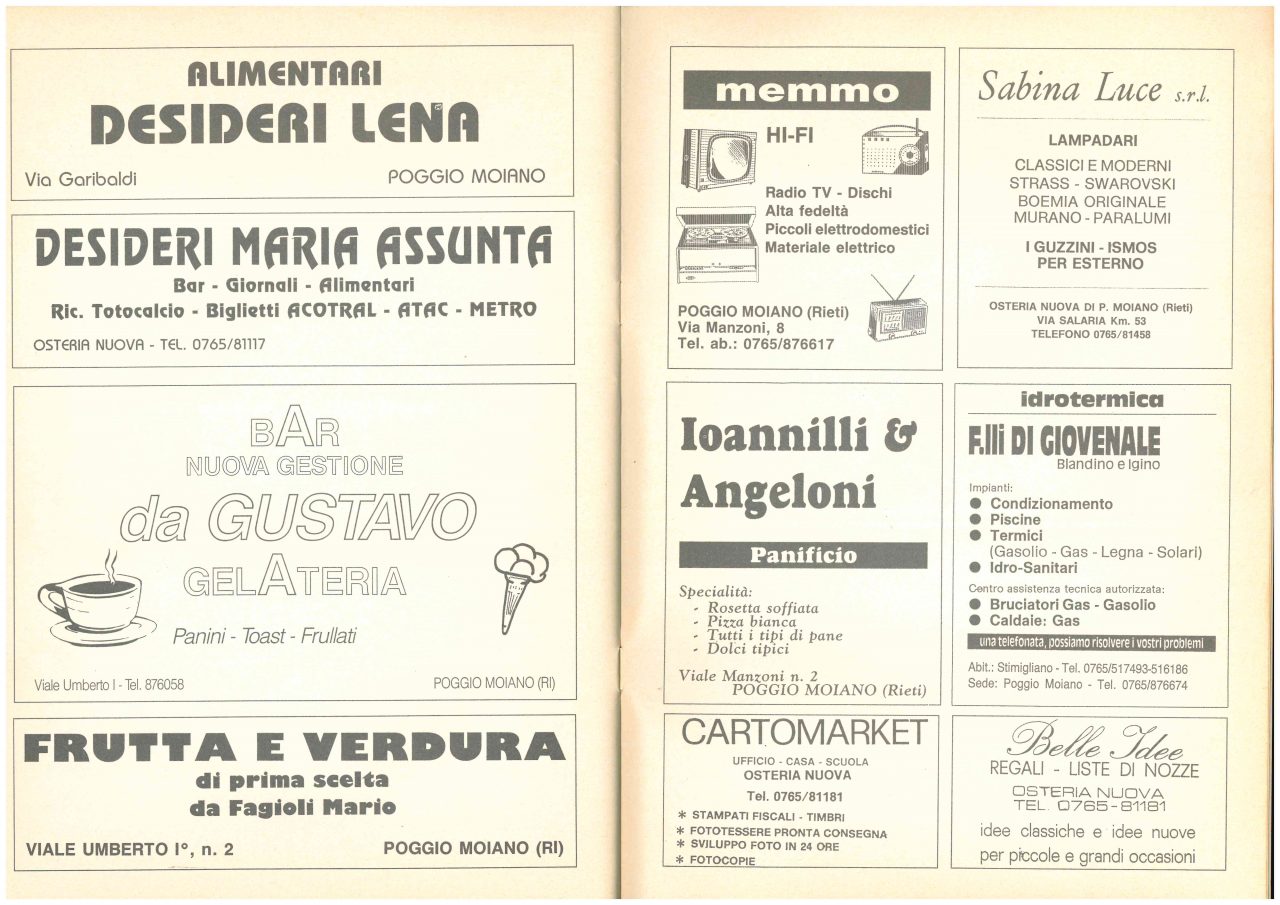 ALIMENTARI
DESIDERI LENA
Via Garibaldi POGGIO MOIANO
DESIDERI MARIA ASSUNTA
Bar - Giornali - Alimentari
Ric. Totocalcio - Biglietti ACOTRAL - ATAC - METRO
OSTERIA NUOVA - TEL. 0765/81117
BAR
NUOVA GESTIONE
da GUSTAVO
GELATERIA
Panini - Toast - Frullati
Viale Umberto I - Tel. 876058 POGGIO MOIANO (RI)
FRUTTA E VERDURA
di prima scelta
da Fagioli Mario
VIALE UMBERTO I°, n. 2 POGGIO MOIANO (RI)
memmo
HI-FI
Radio TV - Dischi
Alta fedeltà
Piccoli elettrodomestici
Materiale elettrico
POGGIO MOIANO (Rieti)
Via Manzoni, 8
Tel. ab.: 0765/876617
Sabina Luce s.r.l.
LAMPADARI
CLASSICI E MODERNI
STRASS - SWAROVSKI
BOEMIA ORIGINALE
MURANO - PARALUMI
I GUZZINI - ISMOS
PER ESTERNO
OSTERIA NUOVA DI P. MOIANO (Rieti)
VIA SALARIA Km. 53
TELEFONO 0765/81458
Ioannilli &
Angeloni
Panificio
Specialità:
- Rosetta soffiata
- Pizza bianca
- Tutti i tipi di pane
- Dolci tipici
Viale Manzoni n. 2
POGGIO MOIANO (Rieti)
idrotermica
F.lli DI GIOVENALE
Blandino e Igino
Impianti:
● Condizionamento
● Piscine
● Termici
(Gasolio - Gas - Legna - Solari)
● Idro-Sanitari
Centro assistenza tecnica autorizzata:
● Bruciatori Gas - Gasolio
● Caldaie: Gas
una telefonata, possiamo risolvere i vostri problemi
Abit.: Stimigliano - Tel. 0765/517493-516186
Sede: Poggio Moiano - Tel. 0765/876674
CARTOMARKET
UFFICIO - CASA - SCUOLA
OSTERIA NUOVA
Tel. 0765/81181
* STAMPATI FISCALI - TIMBRI
* FOTOTESSERE PRONTA CONSEGNA
* SVILUPPO FOTO IN 24 ORE
* FOTOCOPIE
Belle Idee
REGALI - LISTE DI NOZZE
OSTERIA NUOVA
TEL. 0765-81181
idee classiche e idee nuove
per piccole e grandi occasioni